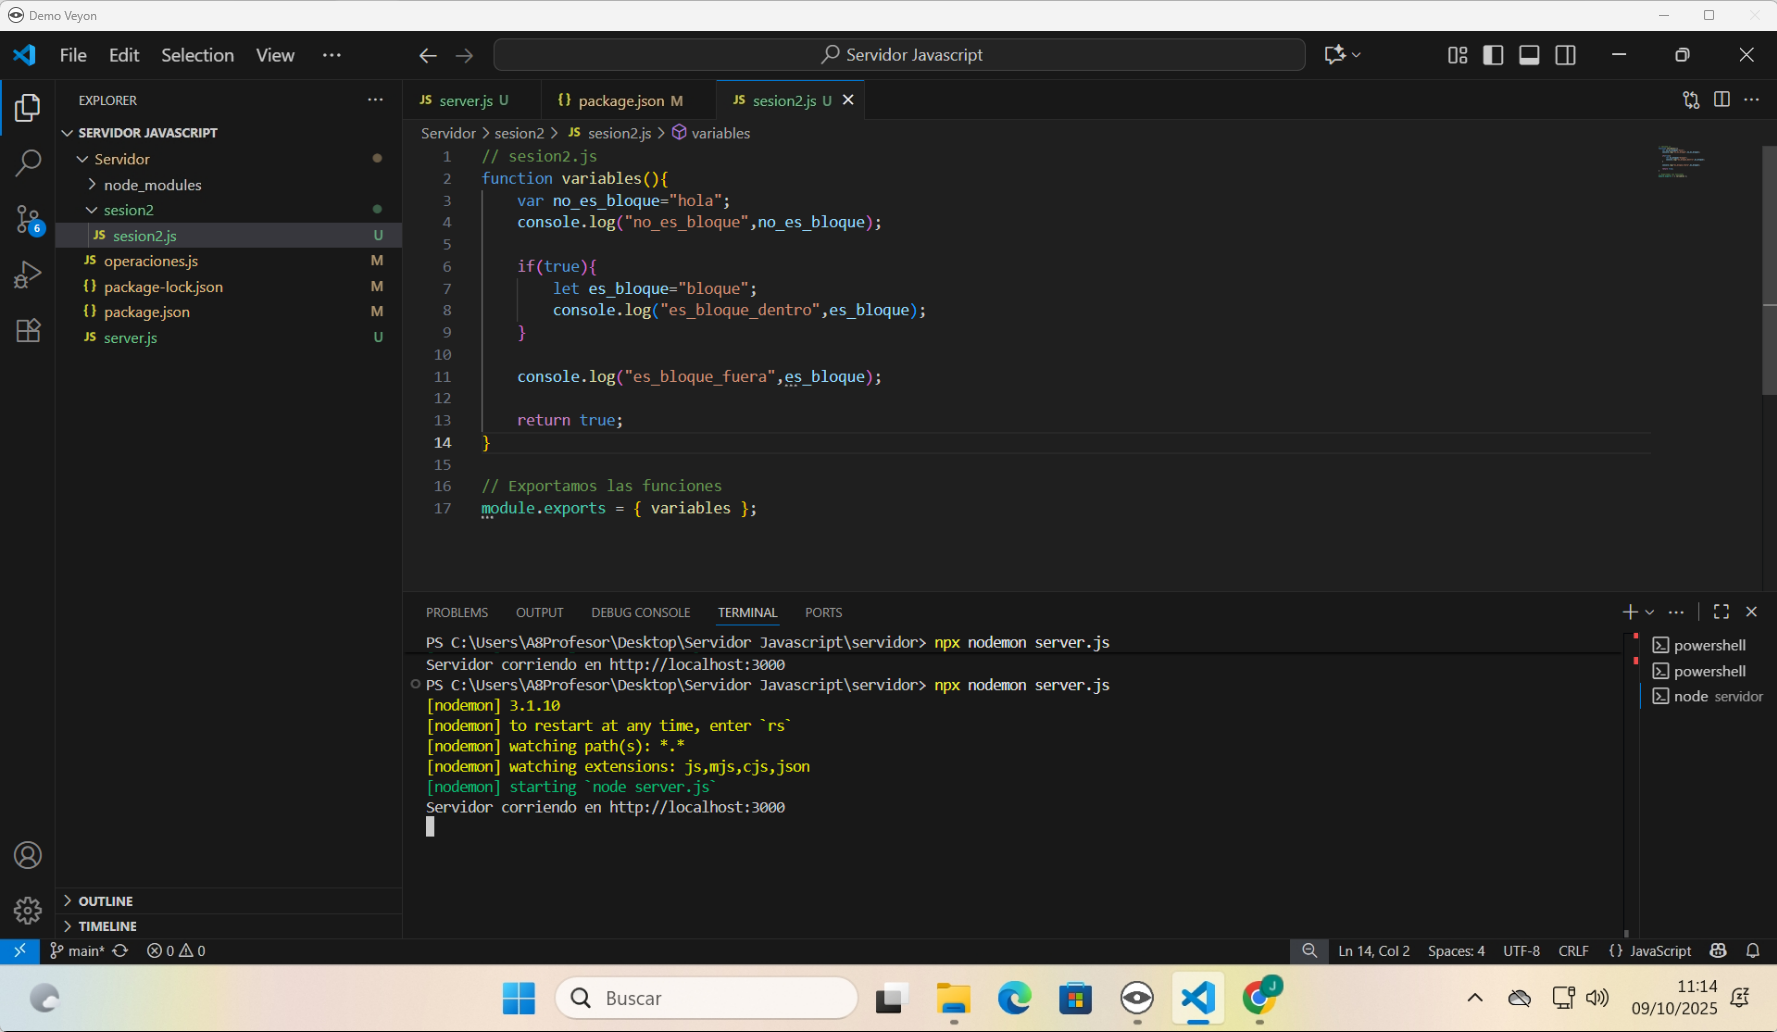 Demo Veyon
File Edit Selection View ···
Servidor Javascript
EXPLORER
SERVIDOR JAVASCRIPT
Servidor
node_modules
sesion2
JS sesion2.js U
JS operaciones.js M
{} package-lock.json M
{} package.json M
JS server.js U
6
OUTLINE
TIMELINE
JS server.js U {} package.json M JS sesion2.js U
Servidor > sesion2 > JS sesion2.js > variables
1 // sesion2.js
2 function variables(){
3 var no_es_bloque="hola";
4 console.log("no_es_bloque",no_es_bloque);
5
6 if(true){
7 let es_bloque="bloque";
8 console.log("es_bloque_dentro",es_bloque);
9 }
10
11 console.log("es_bloque_fuera",es_bloque);
12
13 return true;
14 }
15
16 // Exportamos las funciones
17 module.exports = { variables };
PROBLEMS OUTPUT DEBUG CONSOLE TERMINAL PORTS
PS C:\Users\A8Profesor\Desktop\Servidor Javascript\servidor> npx nodemon server.js
Servidor corriendo en http://localhost:3000
PS C:\Users\A8Profesor\Desktop\Servidor Javascript\servidor> npx nodemon server.js
[nodemon] 3.1.10
[nodemon] to restart at any time, enter `rs`
[nodemon] watching path(s): *.*
[nodemon] watching extensions: js,mjs,cjs,json
[nodemon] starting `node server.js`
Servidor corriendo en http://localhost:3000
powershell
powershell
node servidor
main* 0 0
Ln 14, Col 2 Spaces: 4 UTF-8 CRLF {} JavaScript
Buscar
J
11:14
09/10/2025